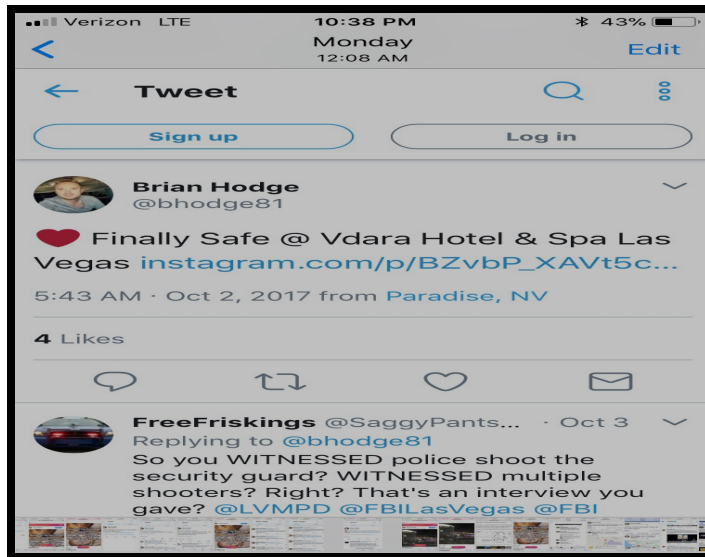 Verizon LTE 10:38 PM 43%
Monday
12:08 AM
Edit
Tweet
Sign up
Log in
Brian Hodge
@bhodge81
Finally Safe @ Vdara Hotel & Spa Las
Vegas instagram.com/p/BZvbP_XAVt5c...
5:43 AM · Oct 2, 2017 from Paradise, NV
4 Likes
FreeFriskings @SaggyPants... · Oct 3
Replying to @bhodge81
So you WITNESSED police shoot the
security guard? WITNESSED multiple
shooters? Right? That's an interview you
gave? @LVMPD @FBILasVegas @FBI